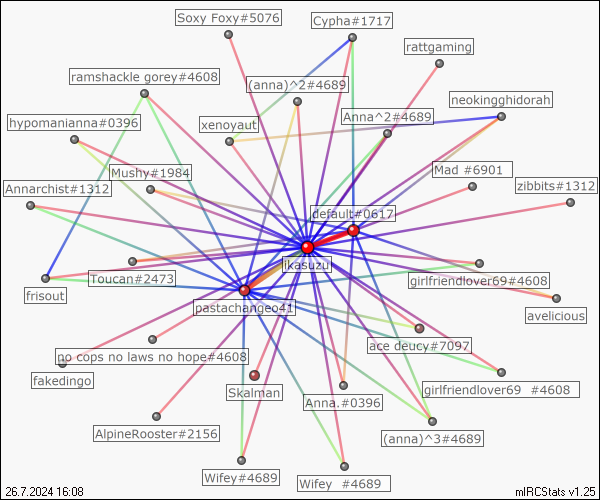 Soxy Foxy#5076
Cypha#1717
rattgaming
ramshackle gorey#4608
(anna)^2#4689
neokingghidorah
hypomanianna#0396
xenoyaut
Anna^2#4689
Mushy#1984
Mad #6901
Annarchist#1312
zibbits#1312
default#0617
likasuzu
Toucan#2473
girlfriendlover69#4608
frisout
pastachangeo41
avelicious
ace deucy#7097
no cops no laws no hope#4608
fakedingo
Skalman
Anna.#0396
girlfriendlover69 #4608
AlpineRooster#2156
(anna)^3#4689
Wifey#4689
Wifey #4689
26.7.2024 16:08
mIRCStats v1.25